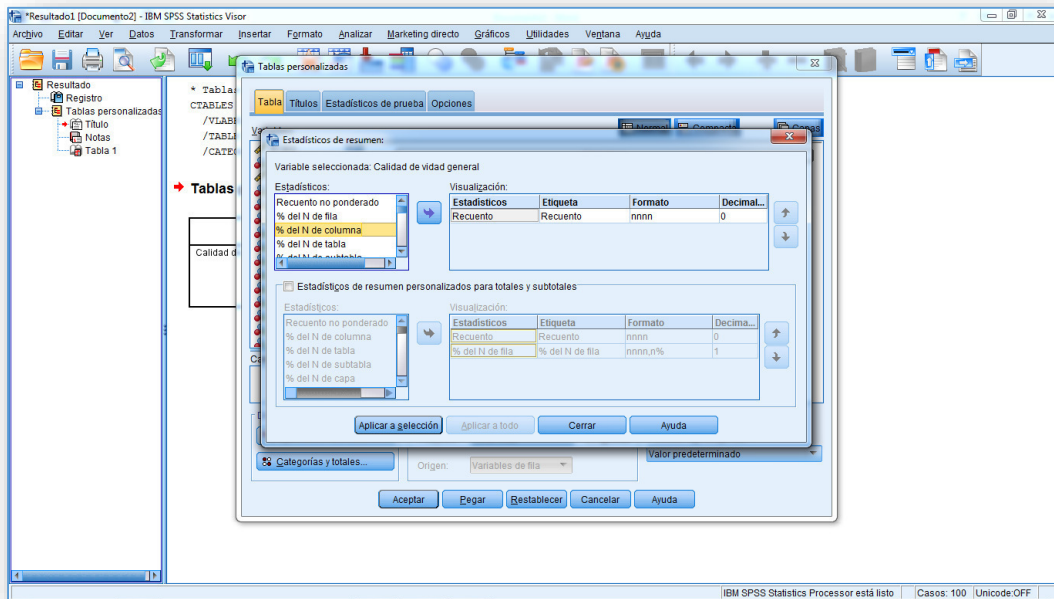 *Resultado1 [Documento2] - IBM SPSS Statistics Visor
Archivo Editar Ver Datos Transformar Insertar Formato Analizar Marketing directo Gráficos Utilidades Ventana Ayuda
Resultado
Registro
Tablas personalizadas
Título
Notas
Tabla 1
* Tablas
CTABLES
/VLAB
/TABL
/CATE
Tablas
Calidad d
Tablas personalizadas
Tabla Títulos Estadísticos de prueba Opciones
Normal Compacta Capas
Estadísticos de resumen:
Variable seleccionada: Calidad de vidad general
Estadísticos:
Recuento no ponderado
% del N de fila
% del N de columna
% del N de tabla
% del N de subtabla
Visualización:
Estadísticos Etiqueta Formato Decimal...
Recuento Recuento nnnn 0
Estadísticos de resumen personalizados para totales y subtotales
Estadísticos:
Recuento no ponderado
% del N de columna
% del N de tabla
% del N de subtabla
% del N de capa
Visualización:
Estadísticos Etiqueta Formato Decima...
Recuento Recuento nnnn 0
% del N de fila % del N de fila nnnn,n% 1
Aplicar a selección Aplicar a todo Cerrar Ayuda
Categorías y totales...
Origen: Variables de fila
Valor predeterminado
Aceptar Pegar Restablecer Cancelar Ayuda
IBM SPSS Statistics Processor está listo Casos: 100 Unicode:OFF